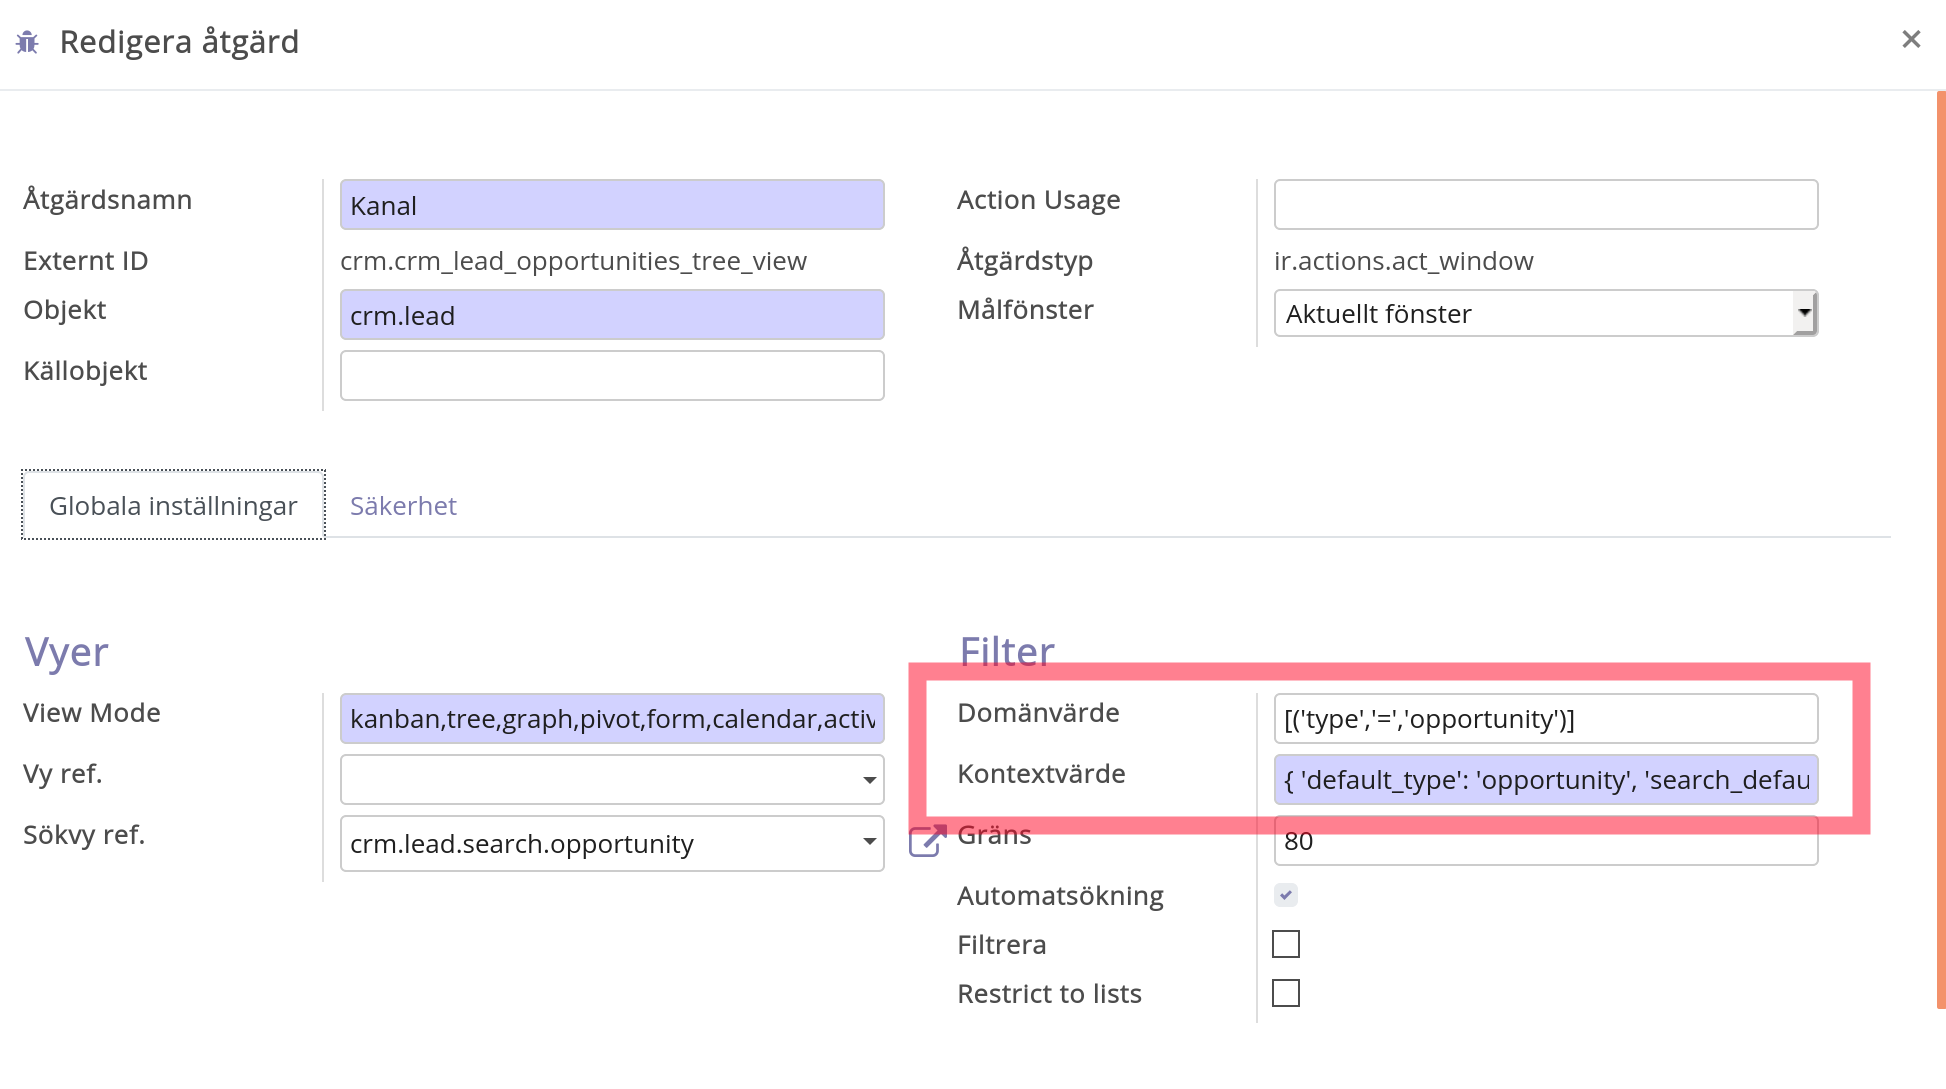 Redigera åtgärd
Åtgärdsnamn
Kanal
Action Usage
Externt ID
crm.crm_lead_opportunities_tree_view
Åtgärdstyp
ir.actions.act_window
Objekt
crm.lead
Målfönster
Aktuellt fönster
Källobjekt
Globala inställningar
Säkerhet
Vyer
Filter
View Mode
kanban,tree,graph,pivot,form,calendar,activ
Domänvärde
[('type','=','opportunity')]
Vy ref.
Kontextvärde
{ 'default_type': 'opportunity', 'search_defau
Sökvy ref.
crm.lead.search.opportunity
Gräns
80
Automatsökning
Filtrera
Restrict to lists